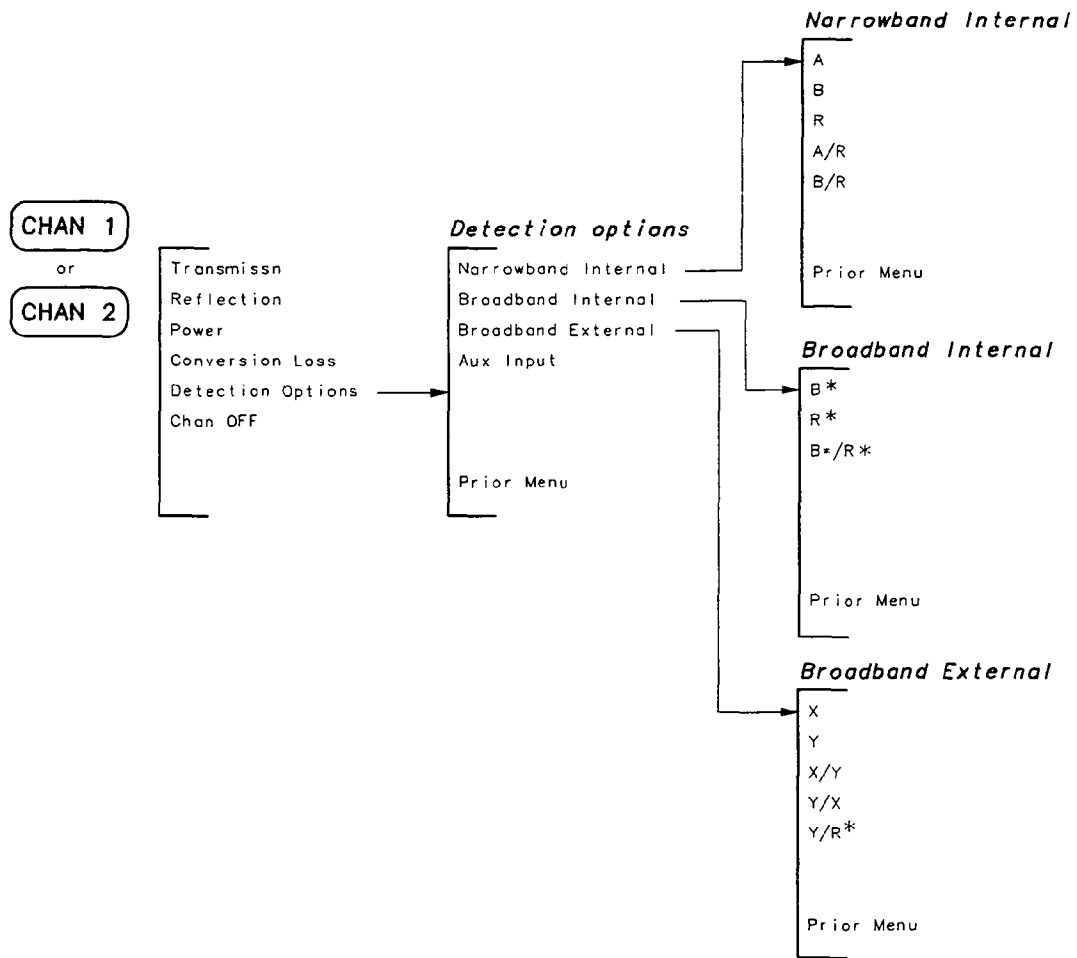 CHAN 1
or
CHAN 2
Transmissn
Reflection
Power
Conversion Loss
Detection Options
Chan OFF
Detection options
Narrowband Internal
Broadband Internal
Broadband External
Aux Input
Prior Menu
Narrowband Internal
A
B
R
A/R
B/R
Prior Menu
Broadband Internal
B*
R*
B*/R*
Prior Menu
Broadband External
X
Y
X/Y
Y/X
Y/R*
Prior Menu